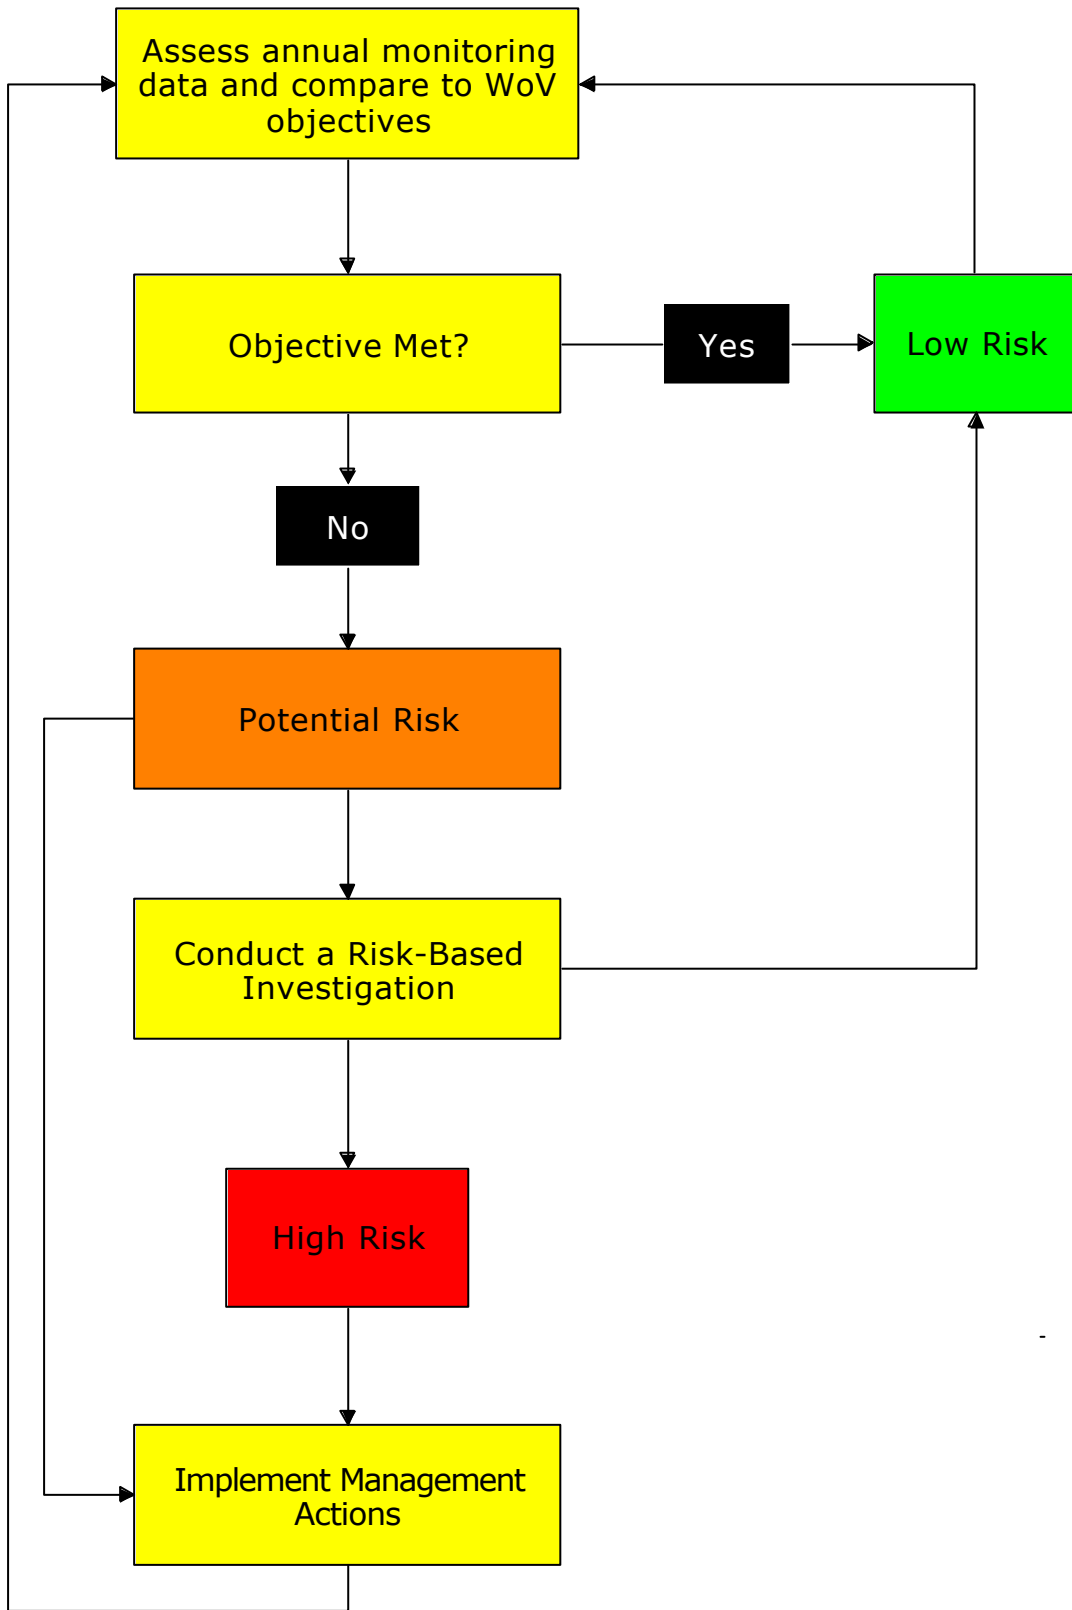 Assess annual monitoring
data and compare to WoV
objectives
Objective Met?
Yes
Low Risk
No
Potential Risk
Conduct a Risk-Based
Investigation
High Risk
-
Implement Management
Actions